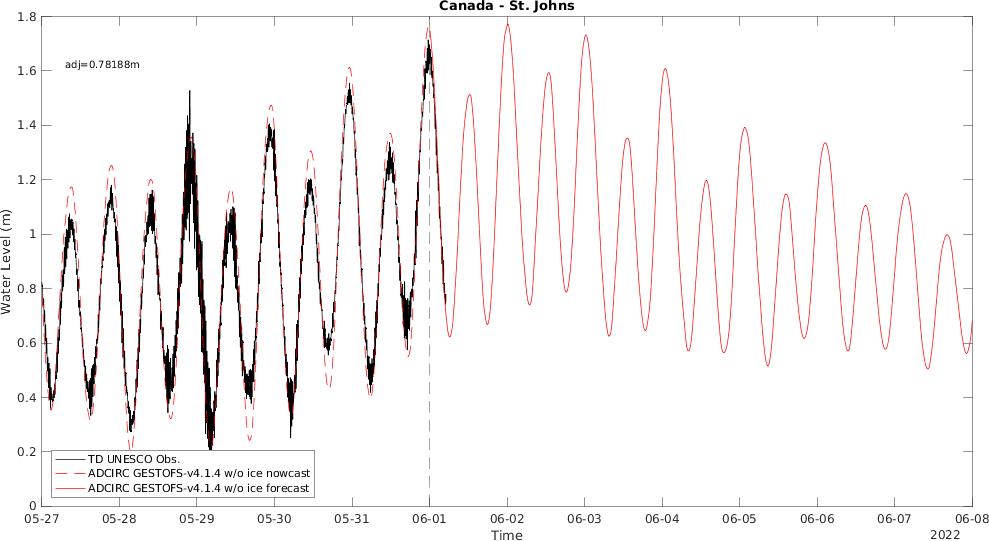 Canada - St. Johns
adj=0.78188m
Water Level (m)
1.8
1.6
1.4
1.2
1
0.8
0.6
0.4
0.2
0
TD UNESCO Obs.
ADCIRC GESTOFS-v4.1.4 w/o ice nowcast
ADCIRC GESTOFS-v4.1.4 w/o ice forecast
05-27 05-28 05-29 05-30 05-31 06-01 06-02 06-03 06-04 06-05 06-06 06-07 06-08
Time
2022